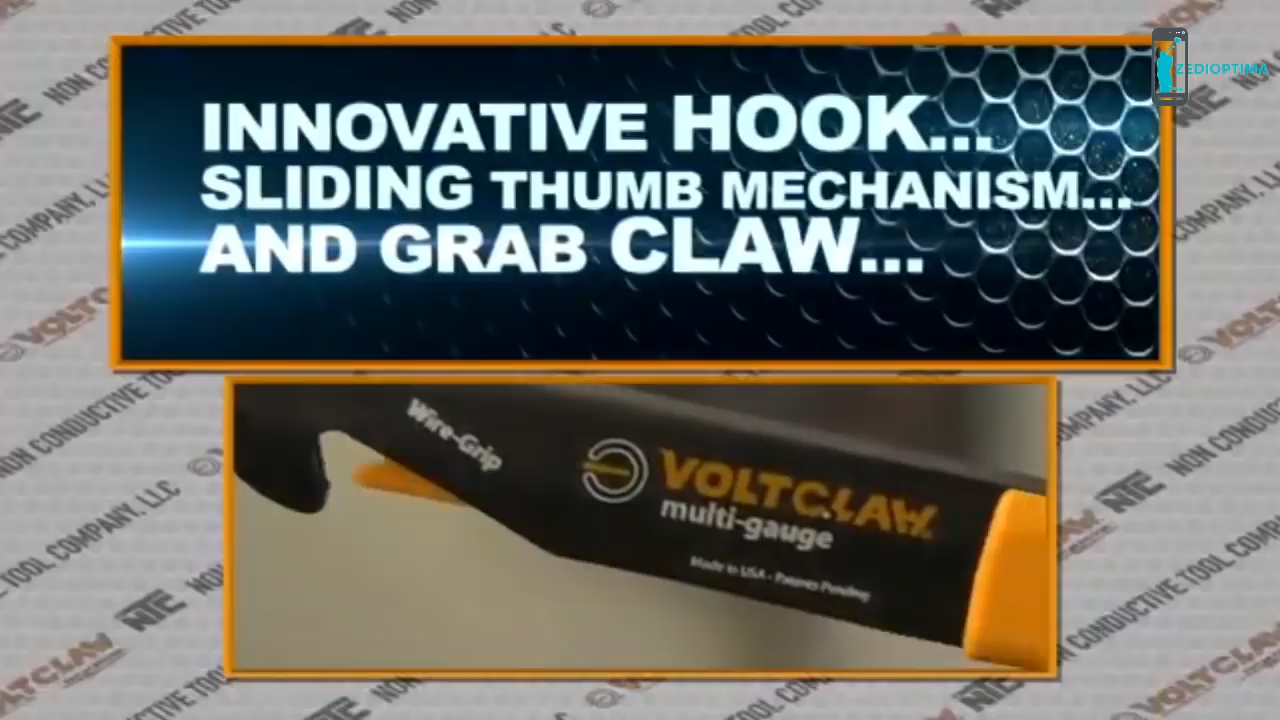 INNOVATIVE HOOK...
SLIDING THUMB MECHANISM...
AND GRAB CLAW...
ZEDIOPTIMA
Wire-Grip
VOLTCLAW
multi-gauge
Made in USA - Patents Pending
NON CONDUCTIVE TOOL COMPANY, LLC
NTC
VOLTCLAW